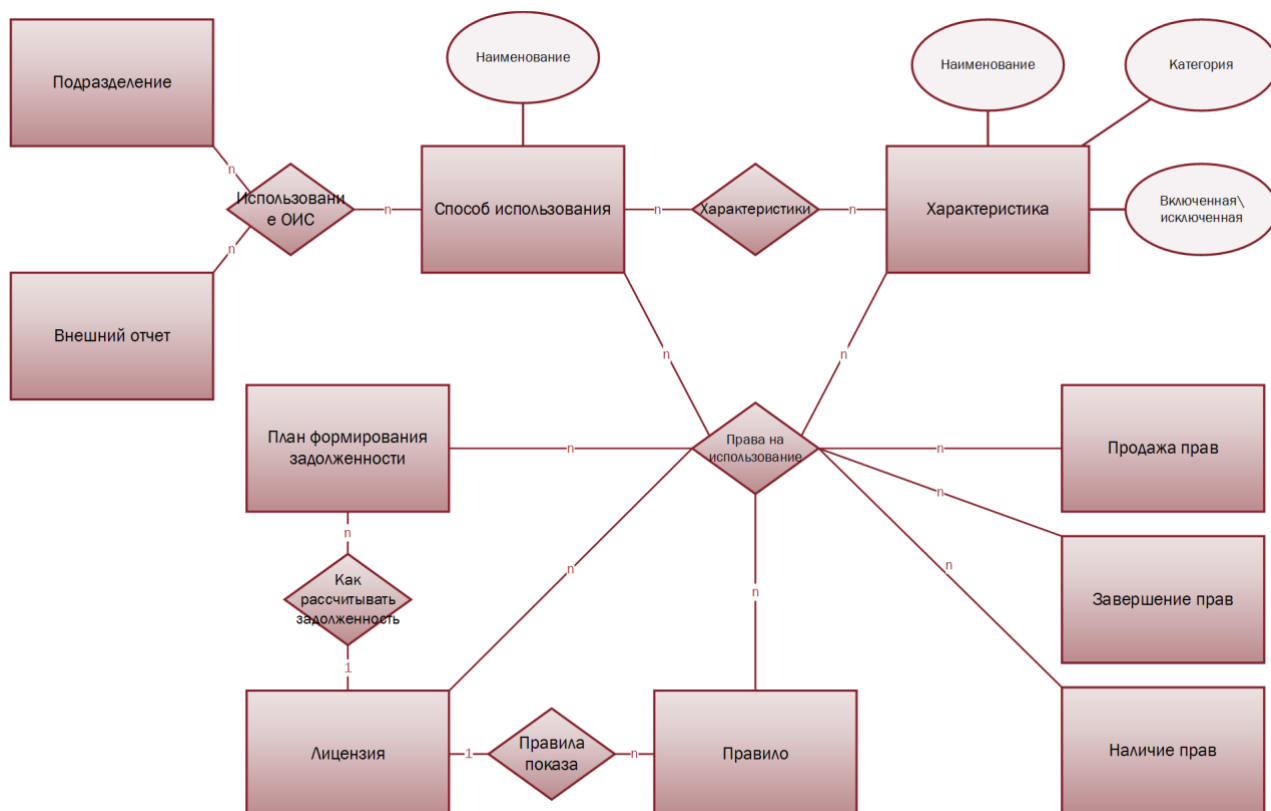 Наименование
Наименование
Категория
Подразделение
n
Использовани
е ОИС
n
Способ использования
n
Характеристики
n
Характеристика
Включенная\
исключенная
n
Внешний отчет
n
n
План формирования
задолженности
n
Права на
использование
n
Продажа прав
n
n
Как
рассчитывать
задолженность
n
n
n
Завершение прав
1
Лицензия
1
Правила
показа
n
Правило
Наличие прав